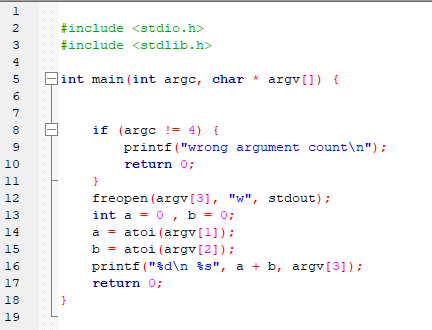 1
2 #include <stdio.h>
3 #include <stdlib.h>
4
5 int main(int argc, char * argv[]) {
6
7
8 if (argc != 4) {
9 printf("wrong argument count\n");
10 return 0;
11 }
12 freopen(argv[3], "w", stdout);
13 int a = 0 , b = 0;
14 a = atoi(argv[1]);
15 b = atoi(argv[2]);
16 printf("%d\n %s", a + b, argv[3]);
17 return 0;
18 }
19